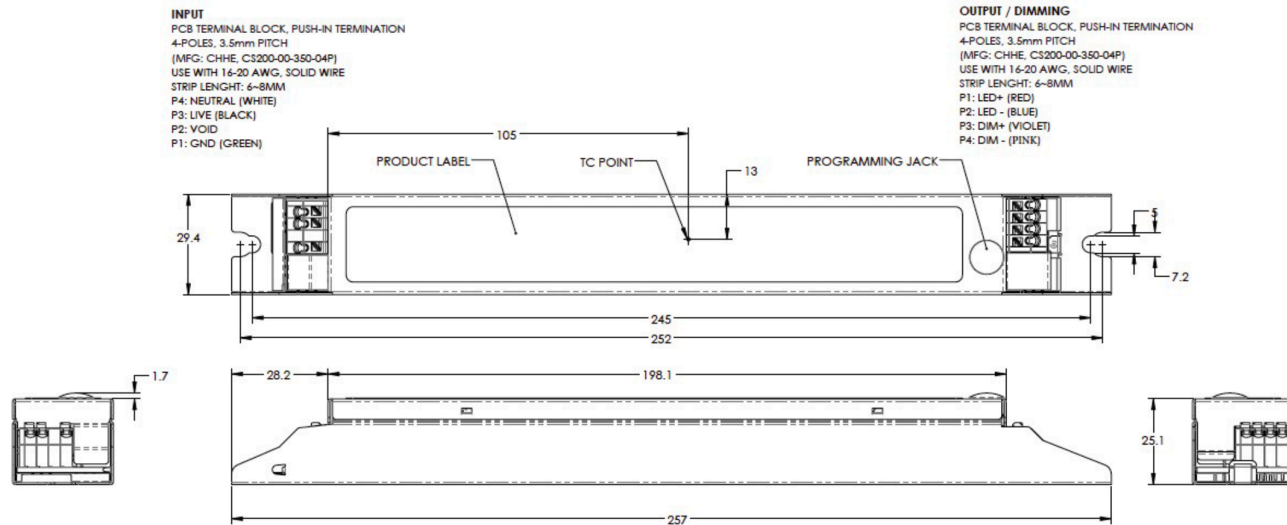 INPUT
PCB TERMINAL BLOCK, PUSH-IN TERMINATION
4-POLES, 3.5mm PITCH
(MFG: CHHE, CS200-00-350-04P)
USE WITH 16-20 AWG, SOLID WIRE
STRIP LENGHT: 6~8MM
P4: NEUTRAL (WHITE)
P3: LIVE (BLACK)
P2: VOID
P1: GND (GREEN)
OUTPUT / DIMMING
PCB TERMINAL BLOCK, PUSH-IN TERMINATION
4-POLES, 3.5mm PITCH
(MFG: CHHE, CS200-00-350-04P)
USE WITH 16-20 AWG, SOLID WIRE
STRIP LENGHT: 6~8MM
P1: LED+ (RED)
P2: LED - (BLUE)
P3: DIM+ (VIOLET)
P4: DIM - (PINK)
105
PRODUCT LABEL
TC POINT
PROGRAMMING JACK
13
29.4
5
7.2
245
252
1.7
28.2
198.1
25.1
257